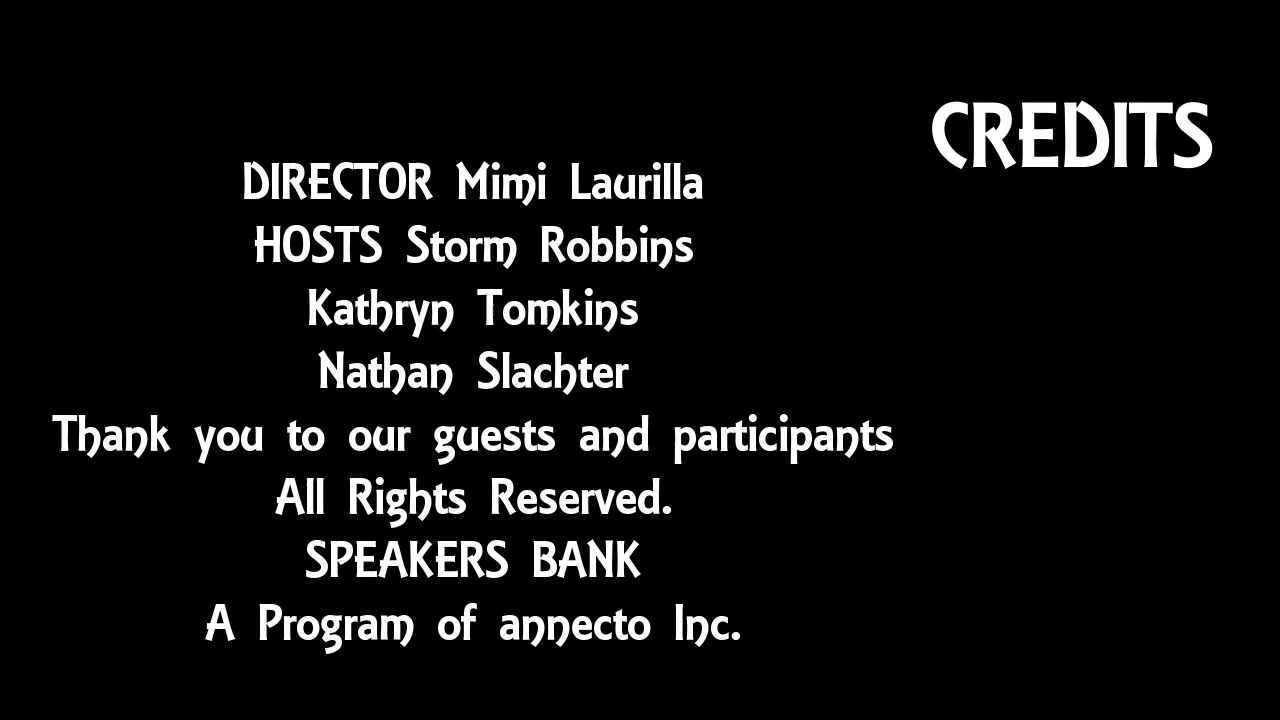 CREDITS
DIRECTOR Mimi Laurilla
HOSTS Storm Robbins
Kathryn Tomkins
Nathan Slachter
Thank you to our guests and participants
All Rights Reserved.
SPEAKERS BANK
A Program of annecto Inc.